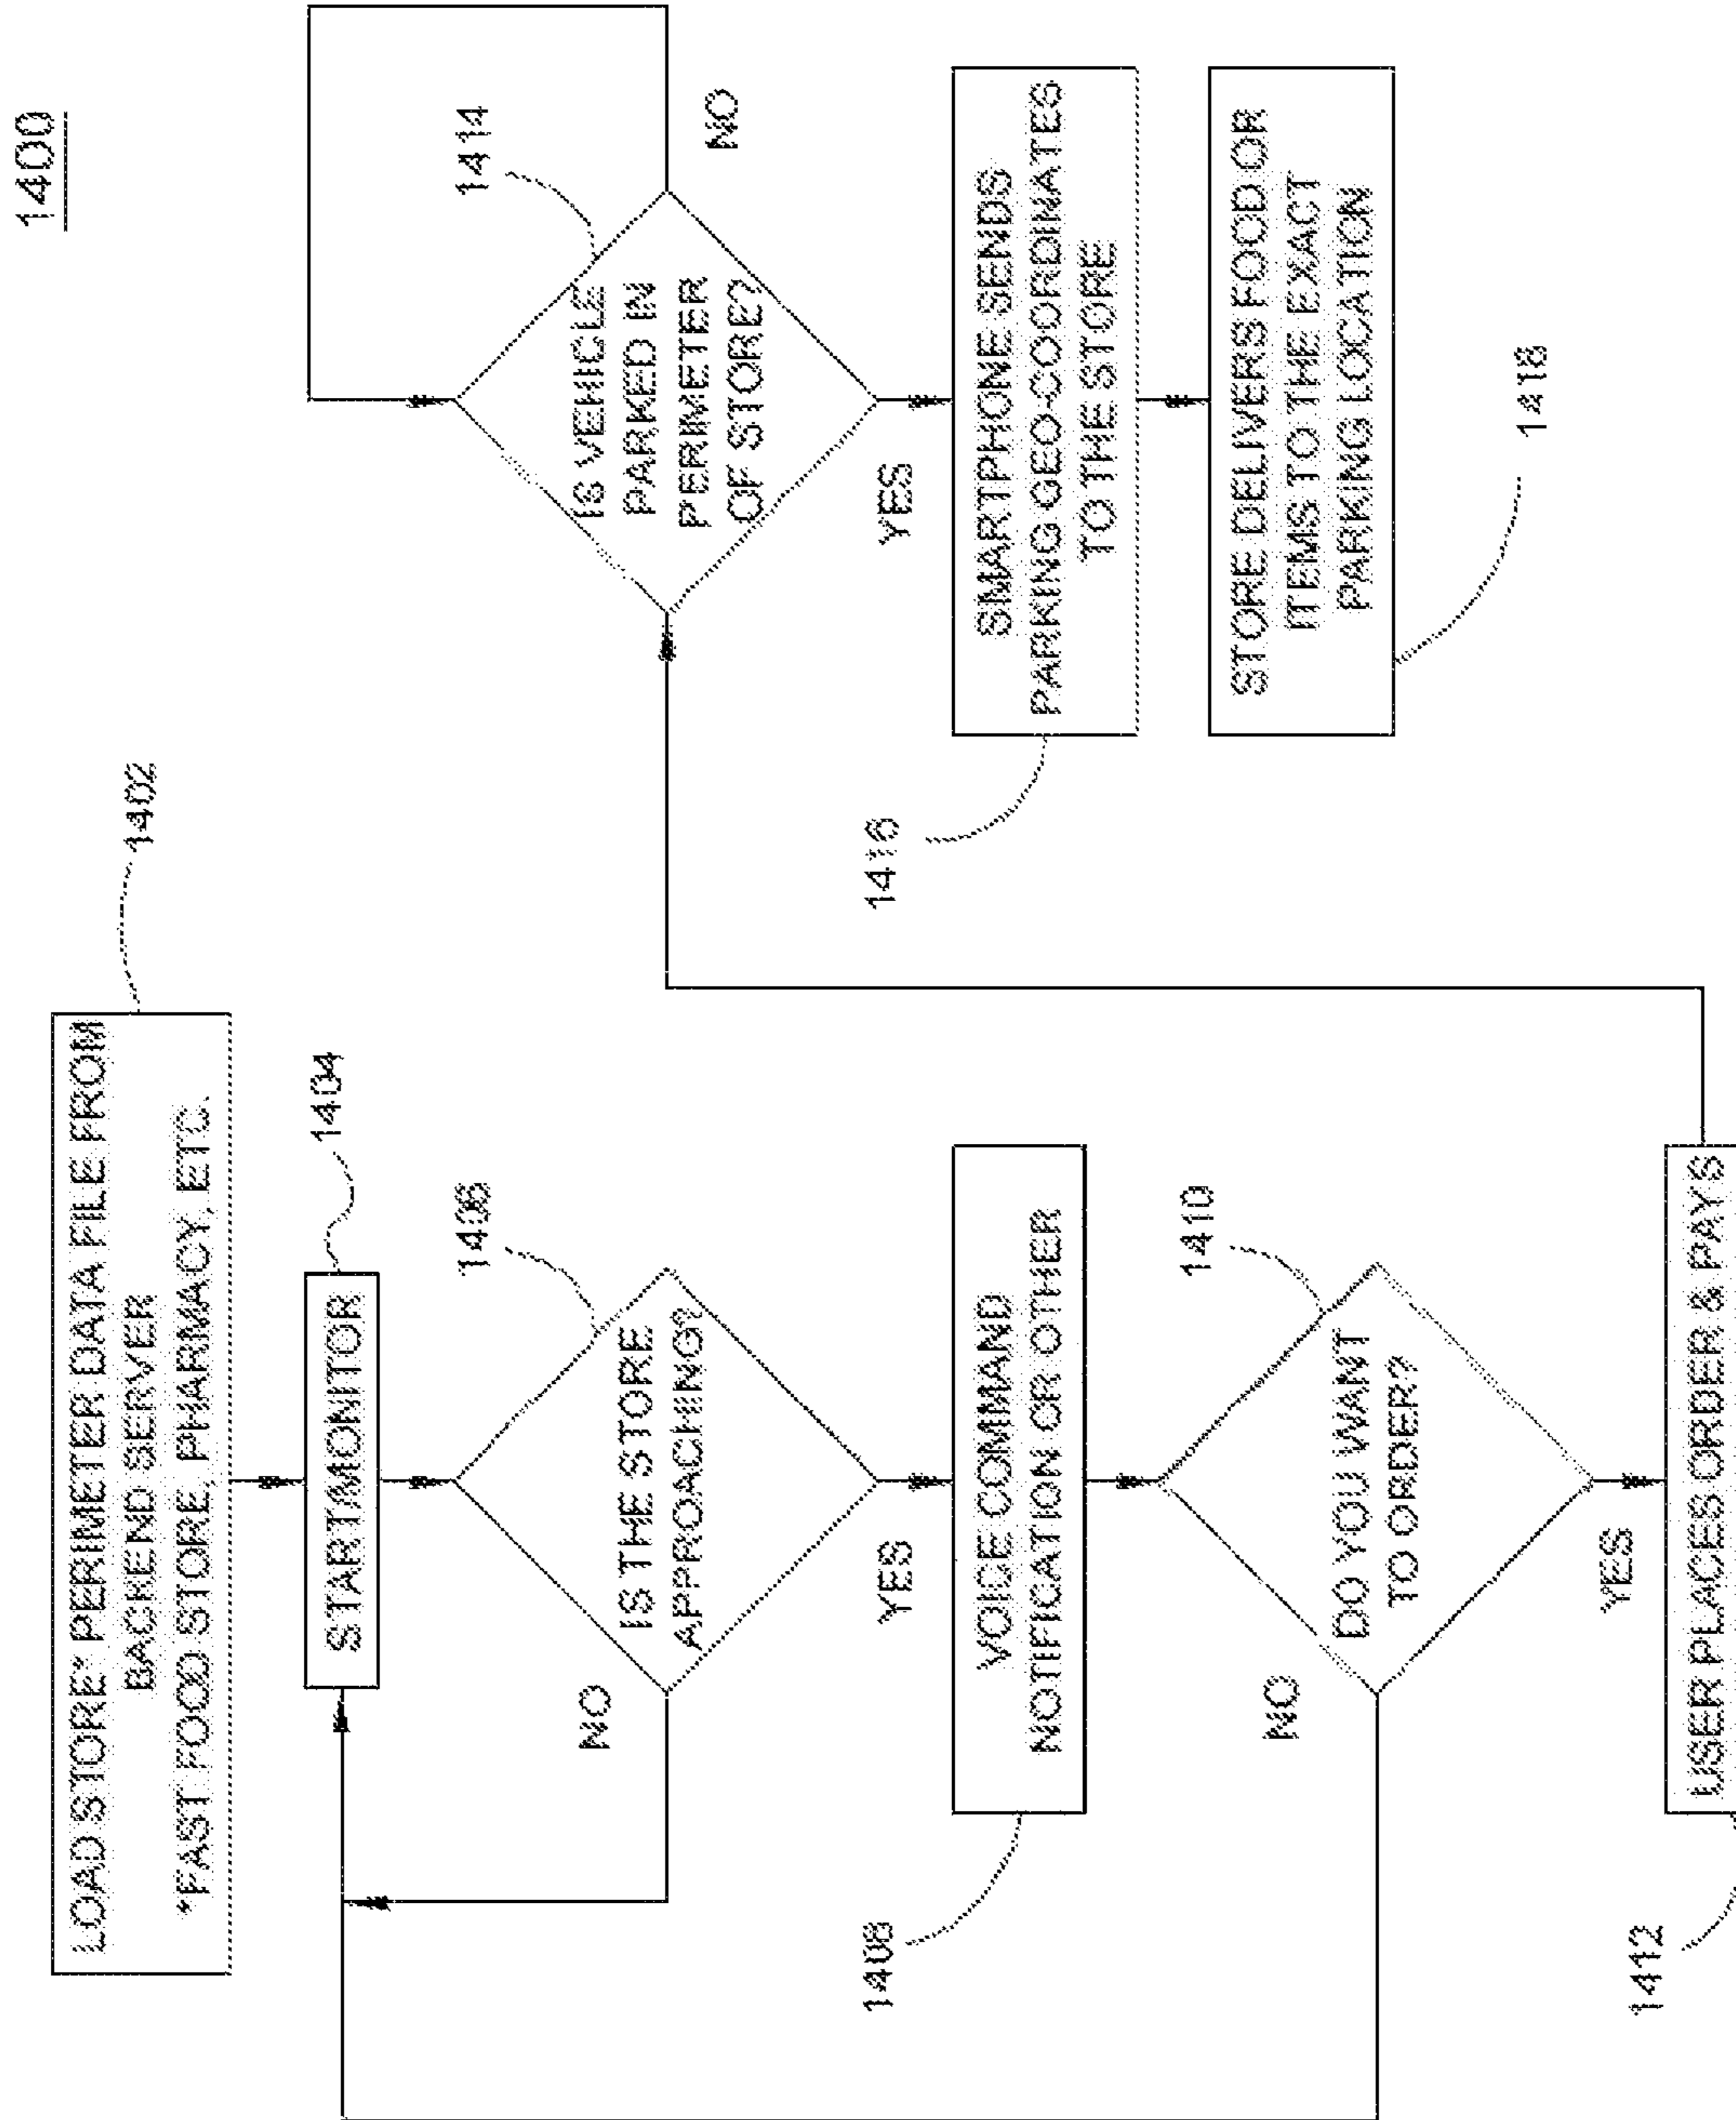 1400
LOAD STORE* PERIMETER DATA FILE FROM
BACKEND SERVER
*FAST FOOD STORE, PHARMACY, ETC.
1402
START/MONITOR
1404
IS THE STORE
APPROACHING?
1406
NO
YES
VOICE COMMAND
NOTIFICATION OR OTHER
1408
DO YOU WANT
TO ORDER?
1410
NO
YES
USER PLACES ORDER & PAYS
1412
IS VEHICLE
PARKED IN
PERIMETER
OF STORE?
1414
NO
YES
SMARTPHONE SENDS
PARKING GEO-COORDINATES
TO THE STORE
1416
STORE DELIVERS FOOD OR
ITEMS TO THE EXACT
PARKING LOCATION
1418